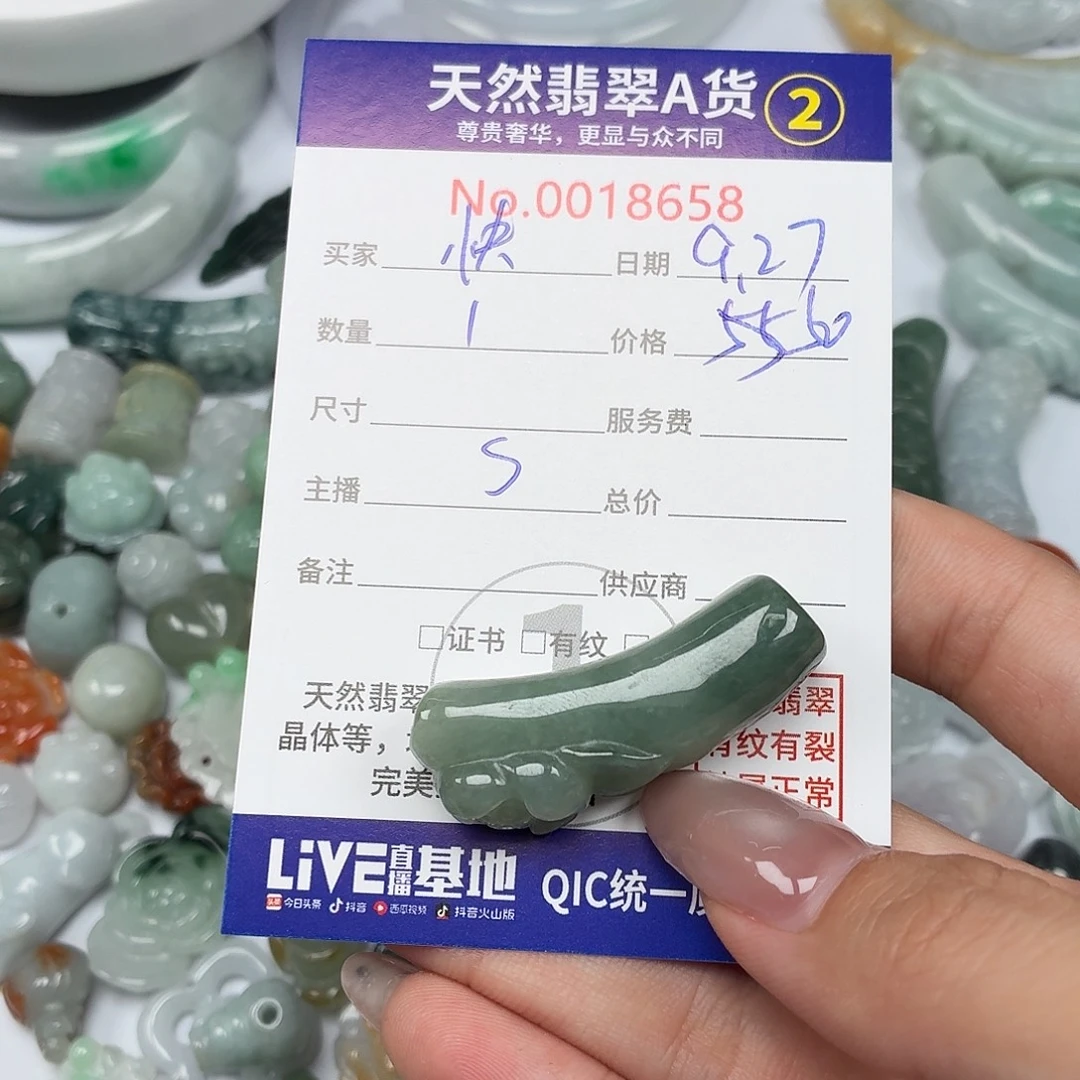 天然翡翠A货 2
尊贵奢华，更显与众不同
No.0018658
买家 快 日期 9.27
数量 1 价格 5550
尺寸 服务费
主播 S 总价
备注 供应商
1
□证书 □有纹 □
天然翡翠 翡翠
晶体等， 有纹有裂
完美 正常
LiVE直播基地 QIC统一
今日头条 抖音 西瓜视频 抖音火山版